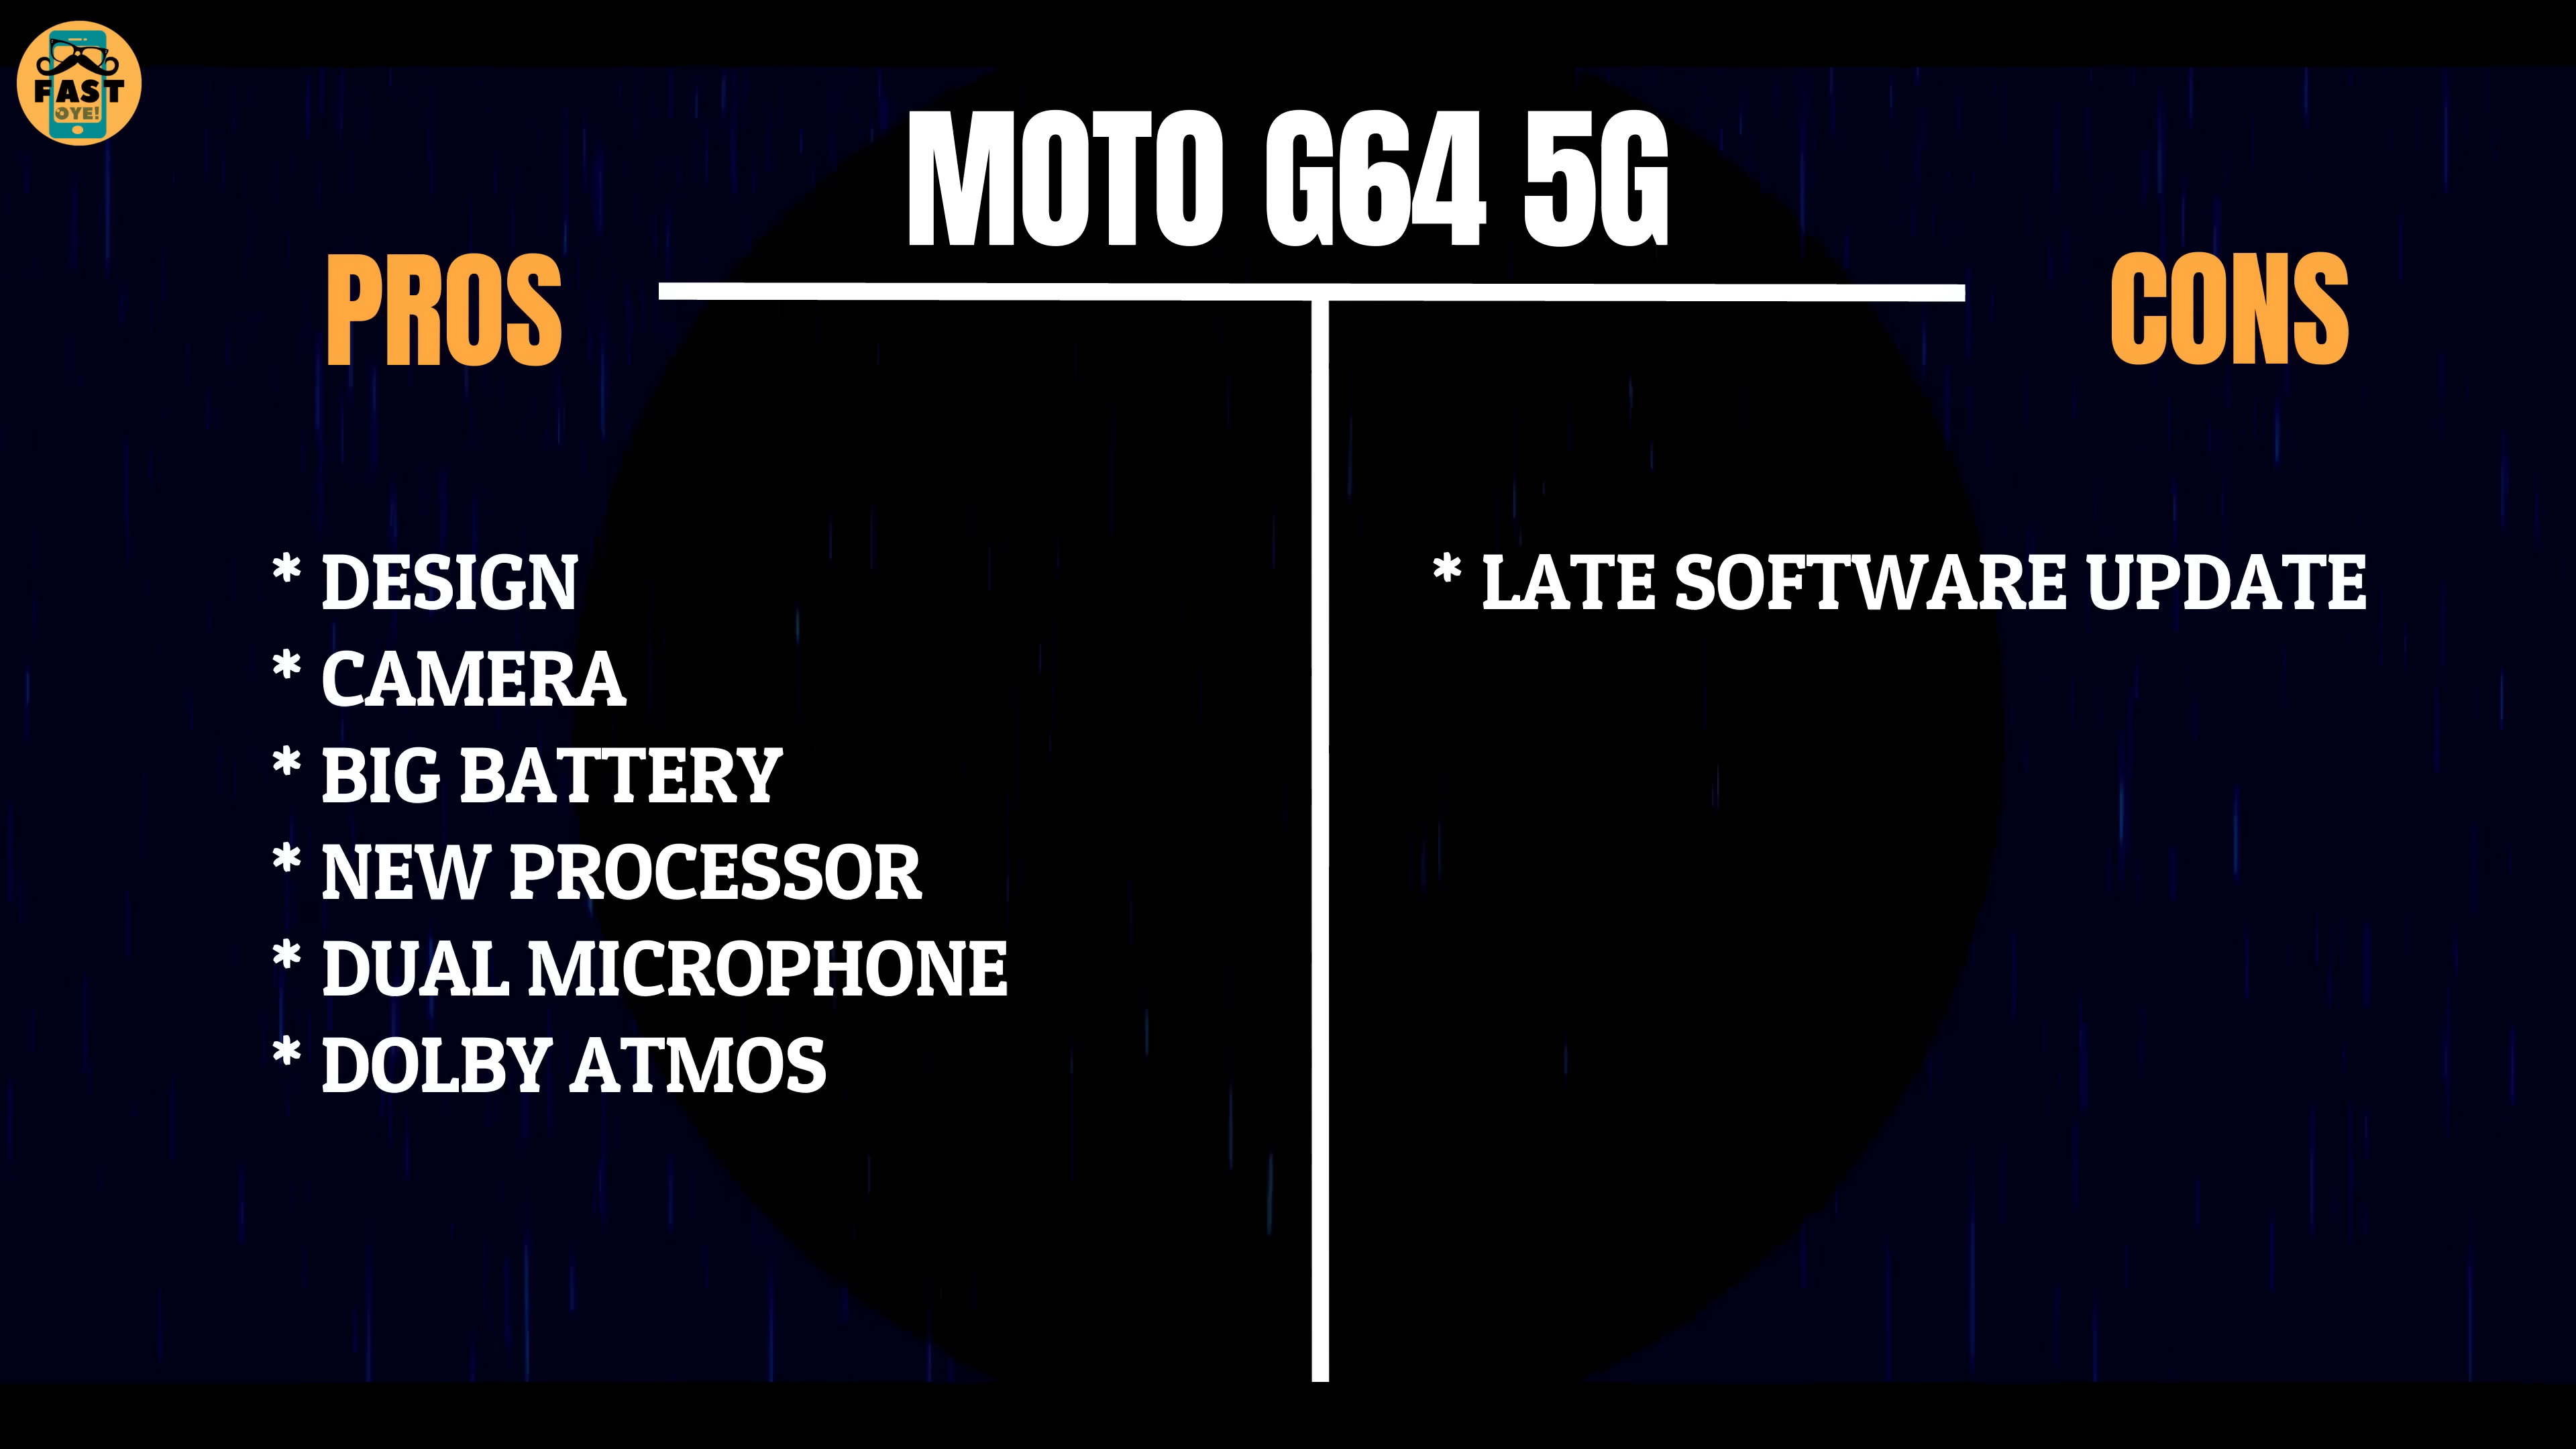 FAST
OYE!
MOTO G64 5G
PROS
CONS
* DESIGN
* CAMERA
* BIG BATTERY
* NEW PROCESSOR
* DUAL MICROPHONE
* DOLBY ATMOS
* LATE SOFTWARE UPDATE